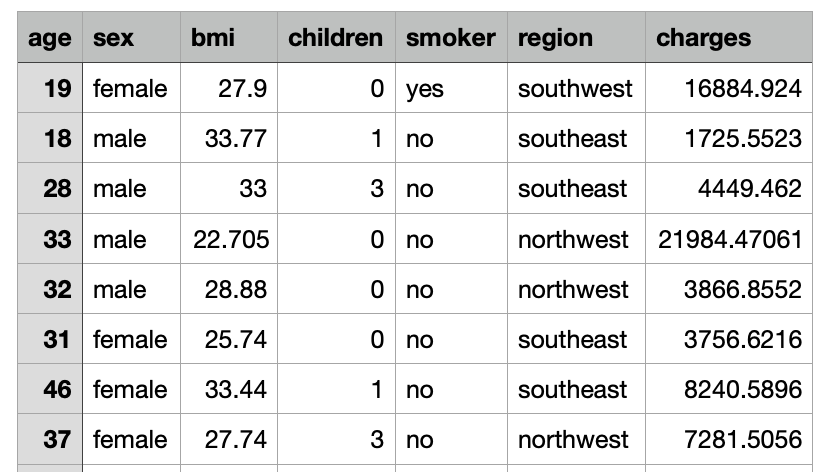 age sex bmi children smoker region charges
19 female 27.9 0 yes southwest 16884.924
18 male 33.77 1 no southeast 1725.5523
28 male 33 3 no southeast 4449.462
33 male 22.705 0 no northwest 21984.47061
32 male 28.88 0 no northwest 3866.8552
31 female 25.74 0 no southeast 3756.6216
46 female 33.44 1 no southeast 8240.5896
37 female 27.74 3 no northwest 7281.5056